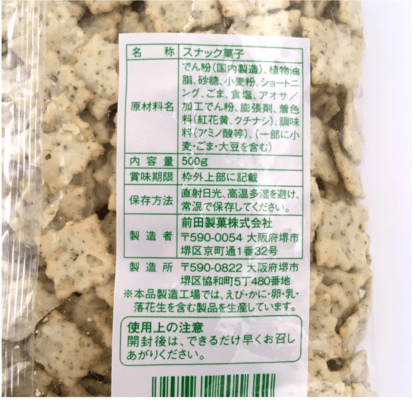 名 称 スナック菓子
原材料名
でん粉(国内製造)、植物油
脂、砂糖、小麦粉、ショートニ
ング、ごま、食塩、アオサ/
加工でん粉、膨張剤、着色
料(紅花黄、クチナシ)、調味
料(アミノ酸等)、(一部に小
麦・ごま・大豆を含む)
内 容 量 500g
賞味期限 枠外上部に記載
保存方法
直射日光、高温多湿を避け、
常温で保存してください。
製 造 者
前田製菓株式会社
〒590-0054 大阪府堺市
堺区京町通1番32号
製 造 所
〒590-0822 大阪府堺市
堺区協和町5丁480番地
※本品製造工場では、えび・かに・卵・乳・
落花生を含む製品を生産しています。
使用上の注意
開封後は、できるだけ早くお召し
あがりください。